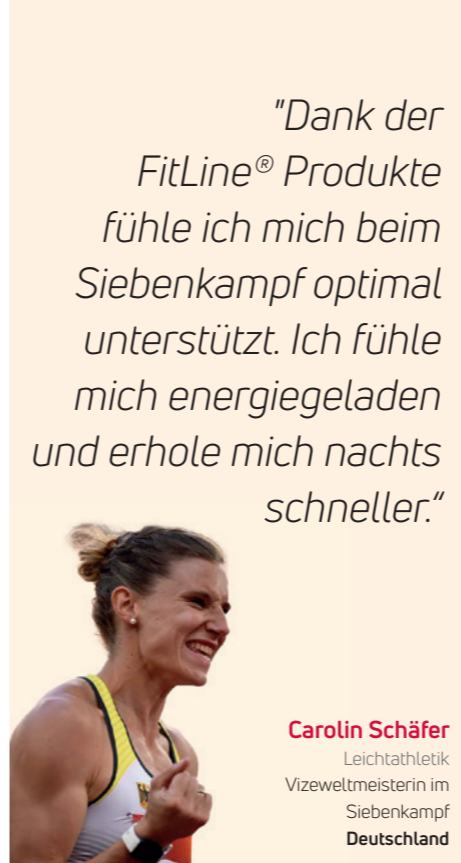 "Dank der
FitLine® Produkte
fühle ich mich beim
Siebenkampf optimal
unterstützt. Ich fühle
mich energiegeladen
und erhole mich nachts
schneller.“
Carolin Schäfer
Leichtathletik
Vizeweltmeisterin im
Siebenkampf
Deutschland